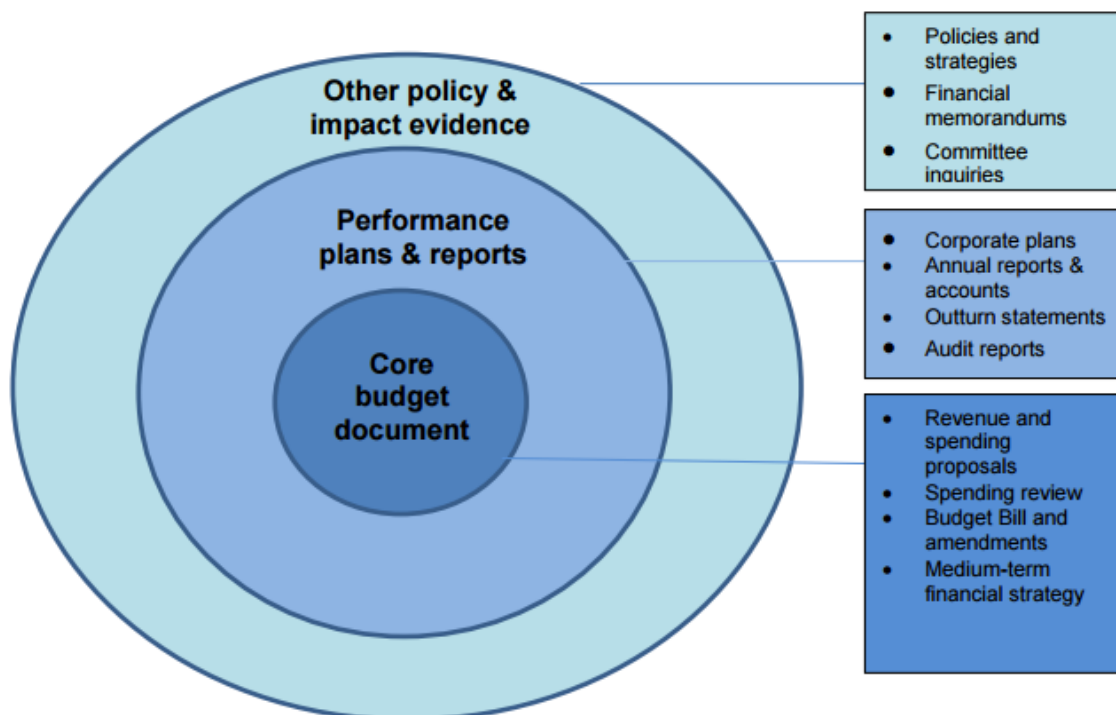 Other policy &
impact evidence
Performance
plans & reports
Core
budget
document
• Policies and
strategies
• Financial
memorandums
• Committee
inquiries
• Corporate plans
• Annual reports &
accounts
• Outturn statements
• Audit reports
• Revenue and
spending
proposals
• Spending review
• Budget Bill and
amendments
• Medium-term
financial strategy